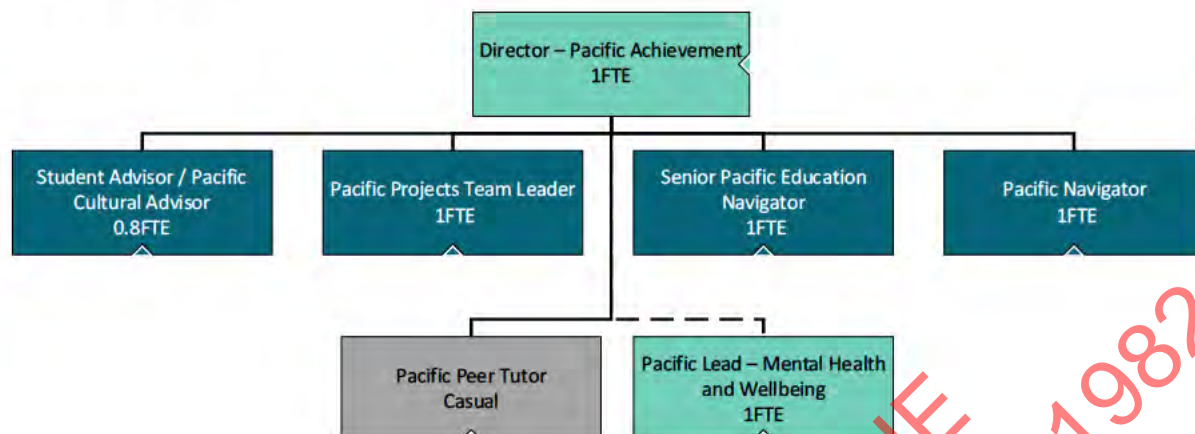 Director – Pacific Achievement
1FTE
Student Advisor / Pacific
Cultural Advisor
0.8FTE
Pacific Projects Team Leader
1FTE
Senior Pacific Education
Navigator
1FTE
Pacific Navigator
1FTE
Pacific Peer Tutor
Casual
Pacific Lead – Mental Health
and Wellbeing
1FTE
1982